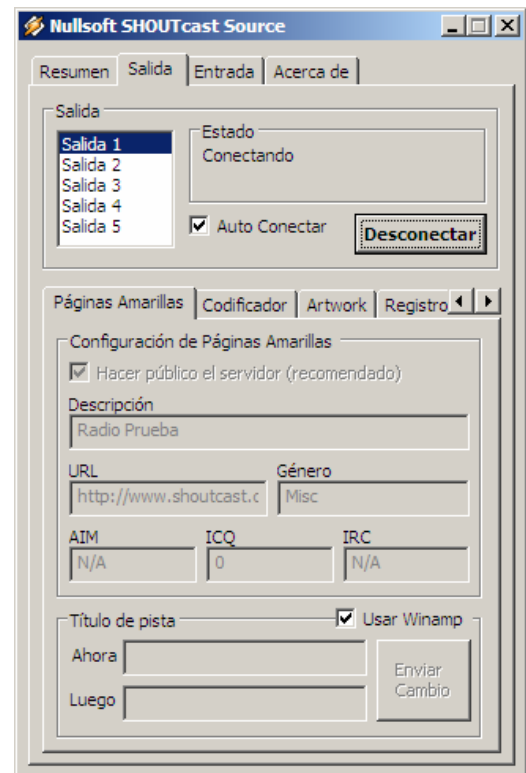 Nullsoft SHOUTcast Source
Resumen Salida Entrada Acerca de
Salida
Salida 1
Salida 2
Salida 3
Salida 4
Salida 5
Estado
Conectando
Auto Conectar
Desconectar
Páginas Amarillas Codificador Artwork Registro
Configuración de Páginas Amarillas
Hacer público el servidor (recomendado)
Descripción
Radio Prueba
URL Género
http://www.shoutcast.c Misc
AIM ICQ IRC
N/A 0 N/A
Título de pista Usar Winamp
Ahora
Luego
Enviar
Cambio